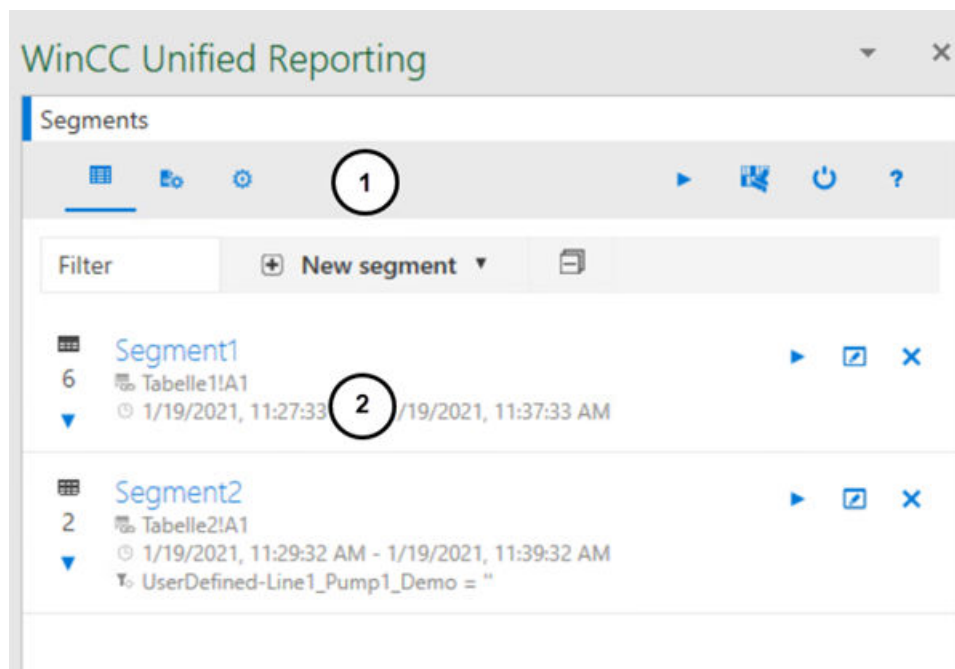 WinCC Unified Reporting
Segments
1
?
Filter New segment
Segment1
6 Tabelle1!A1
1/19/2021, 11:27:33 2 /19/2021, 11:37:33 AM
Segment2
2 Tabelle2!A1
1/19/2021, 11:29:32 AM - 1/19/2021, 11:39:32 AM
UserDefined-Line1_Pump1_Demo = ''